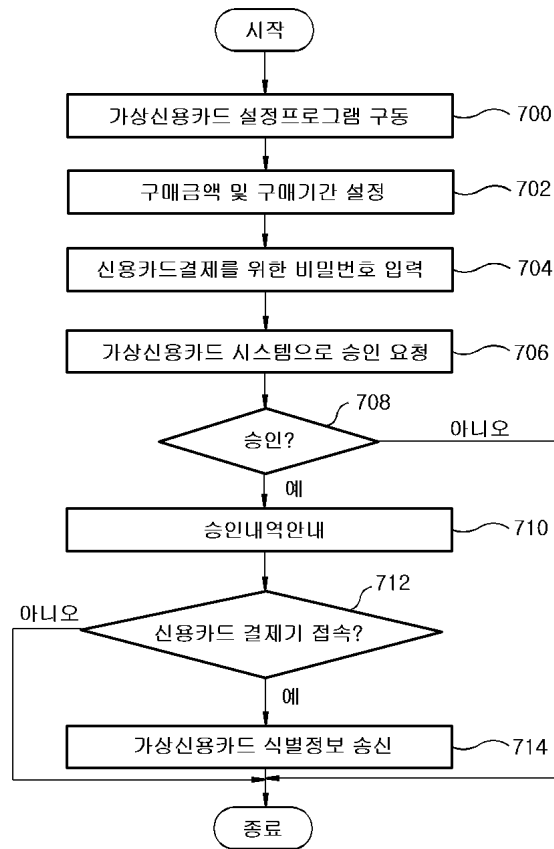 시작
가상신용카드 설정프로그램 구동
700
구매금액 및 구매기간 설정
702
신용카드결제를 위한 비밀번호 입력
704
가상신용카드 시스템으로 승인 요청
706
708
승인?
아니오
예
승인내역안내
710
712
아니오
신용카드 결제기 접속?
예
가상신용카드 식별정보 송신
714
종료